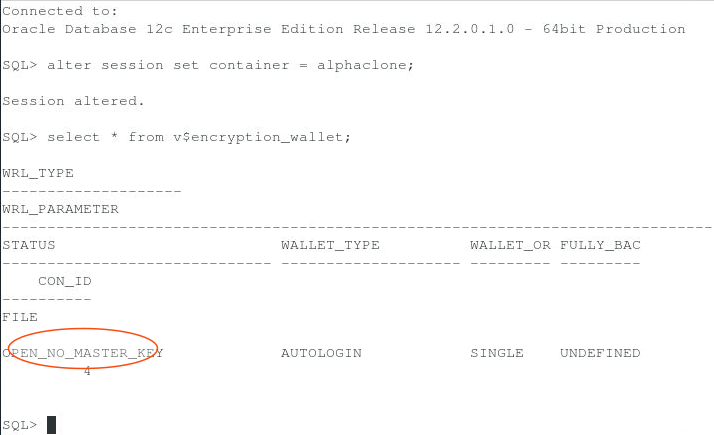 Connected to:
Oracle Database 12c Enterprise Edition Release 12.2.0.1.0 - 64bit Production
SQL> alter session set container = alphaclone;
Session altered.
SQL> select * from v$encryption_wallet;
WRL_TYPE
--------------------
WRL_PARAMETER
--------------------------------------------------------------------------------
STATUS                         WALLET_TYPE          WALLET_OR FULLY_BAC
------------------------------ -------------------- --------- ---------
    CON_ID
----------
FILE
OPEN_NO_MASTER_KEY             AUTOLOGIN            SINGLE    UNDEFINED
         4
SQL>